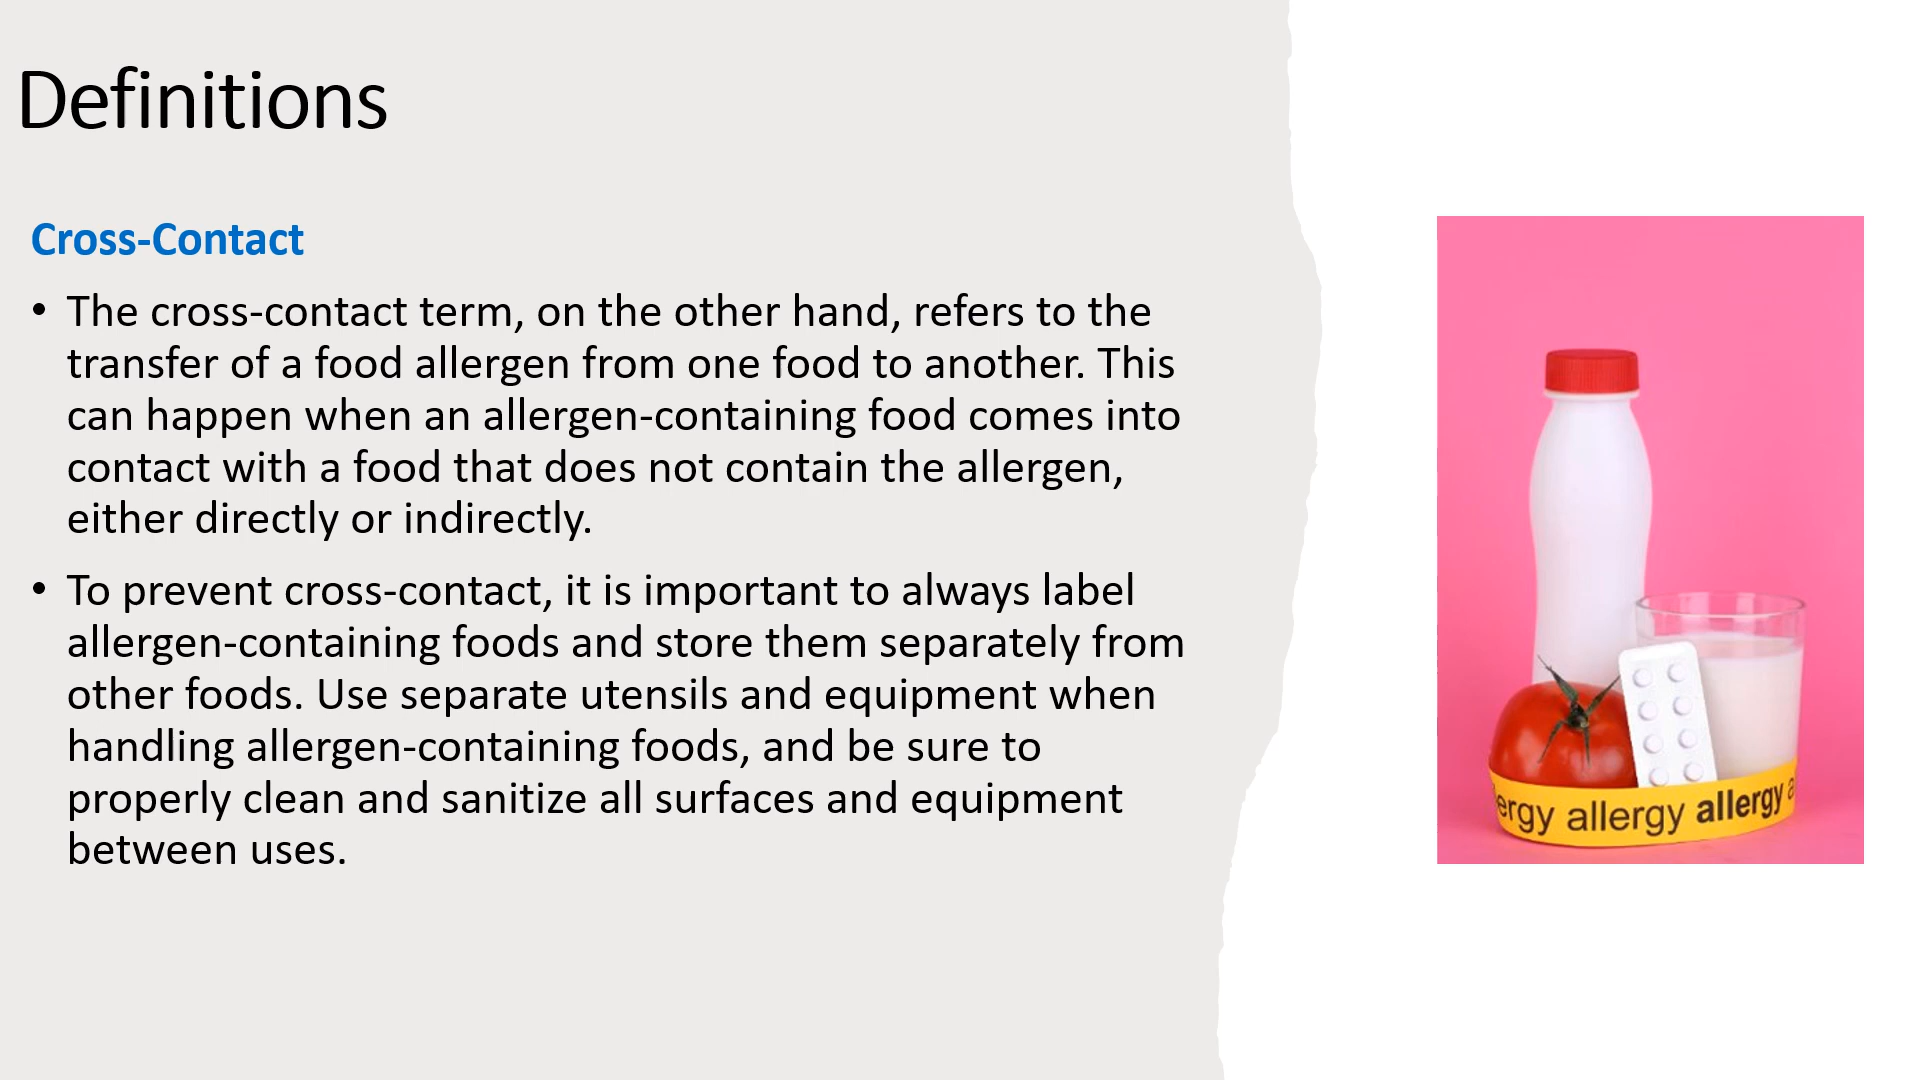 Definitions
Cross-Contact
• The cross-contact term, on the other hand, refers to the
transfer of a food allergen from one food to another. This
can happen when an allergen-containing food comes into
contact with a food that does not contain the allergen,
either directly or indirectly.
• To prevent cross-contact, it is important to always label
allergen-containing foods and store them separately from
other foods. Use separate utensils and equipment when
handling allergen-containing foods, and be sure to
properly clean and sanitize all surfaces and equipment
between uses.
ergy allergy allergy a